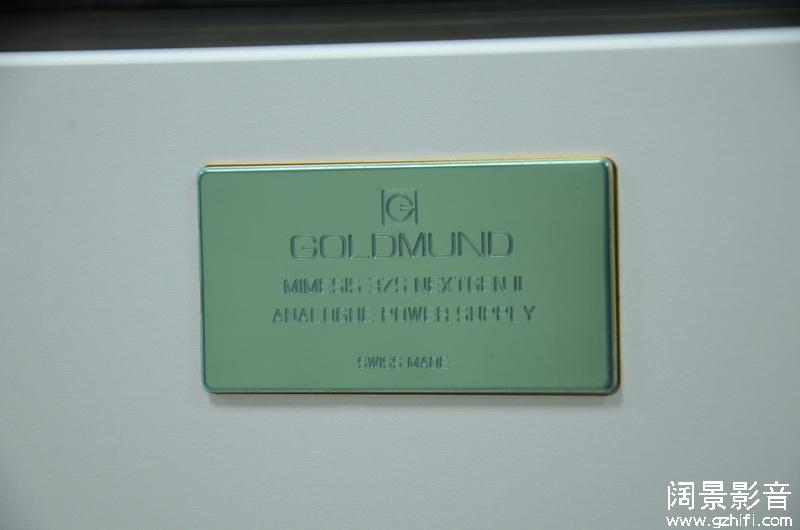 G
GOLDMUND
MIMESIS 37S NEXTGEN II
ANALOGUE POWER SUPPLY
SWISS MADE
阔景影音
www.gzhifi.com